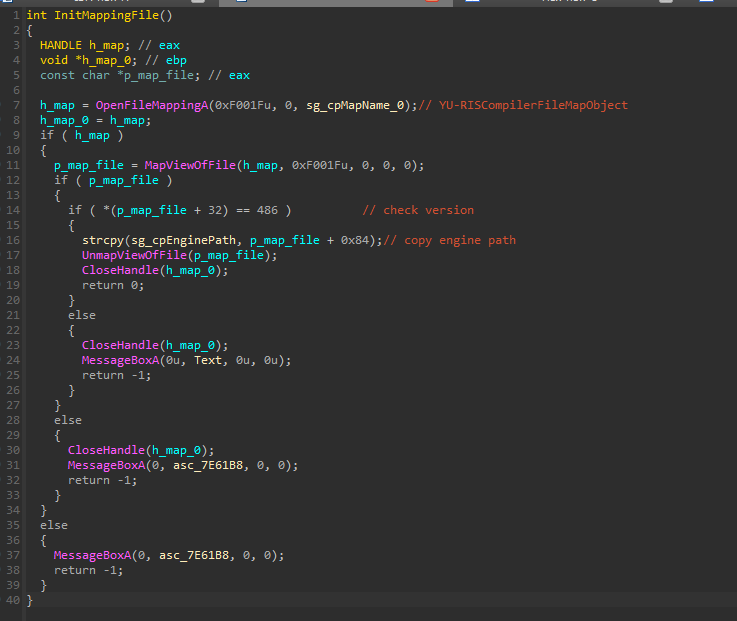 1 int InitMappingFile()
2 {
3 HANDLE h_map; // eax
4 void *h_map_0; // ebp
5 const char *p_map_file; // eax
6
7 h_map = OpenFileMappingA(0xF001Fu, 0, sg_cpMapName_0);// YU-RISCompilerFileMapObject
8 h_map_0 = h_map;
9 if ( h_map )
10 {
11 p_map_file = MapViewOfFile(h_map, 0xF001Fu, 0, 0, 0);
12 if ( p_map_file )
13 {
14 if ( *(p_map_file + 32) == 486 ) // check version
15 {
16 strcpy(sg_cpEnginePath, p_map_file + 0x84);// copy engine path
17 UnmapViewOfFile(p_map_file);
18 CloseHandle(h_map_0);
19 return 0;
20 }
21 else
22 {
23 CloseHandle(h_map_0);
24 MessageBoxA(0u, Text, 0u, 0u);
25 return -1;
26 }
27 }
28 else
29 {
30 CloseHandle(h_map_0);
31 MessageBoxA(0, asc_7E61B8, 0, 0);
32 return -1;
33 }
34 }
35 else
36 {
37 MessageBoxA(0, asc_7E61B8, 0, 0);
38 return -1;
39 }
40 }